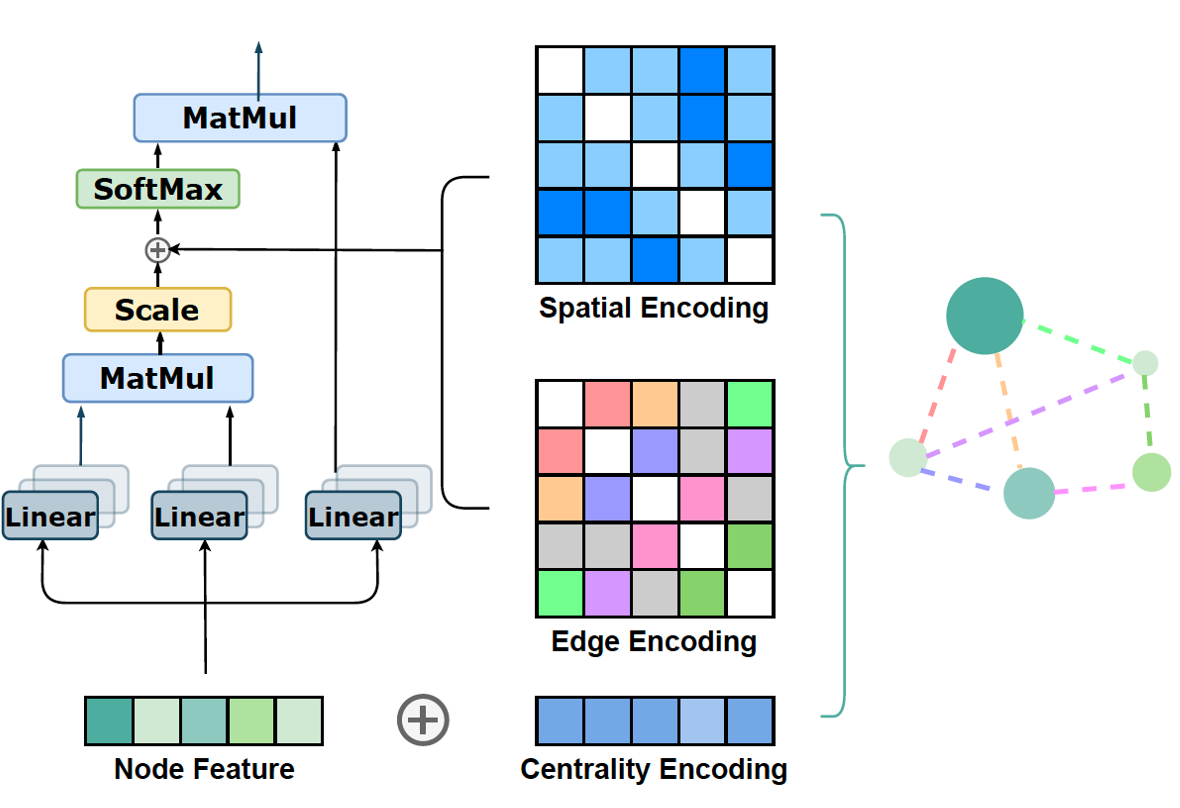 MatMul
SoftMax
Scale
MatMul
Linear
Linear
Linear
Node Feature
Spatial Encoding
Edge Encoding
Centrality Encoding